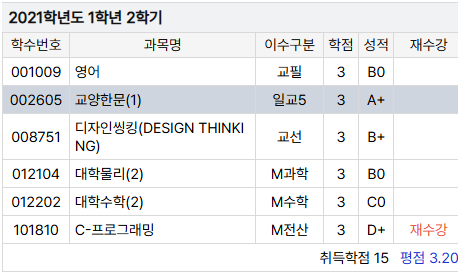 2021학년도 1학년 2학기
학수번호 과목명 이수구분 학점 성적 재수강
001009 영어 교필 3 B0
002605 교양한문(1) 일교5 3 A+
008751 디자인씽킹(DESIGN THINKI
NG) 교선 3 B+
012104 대학물리(2) M과학 3 B0
012202 대학수학(2) M수학 3 C0
101810 C-프로그래밍 M전산 3 D+ 재수강
취득학점 15 평점 3.20